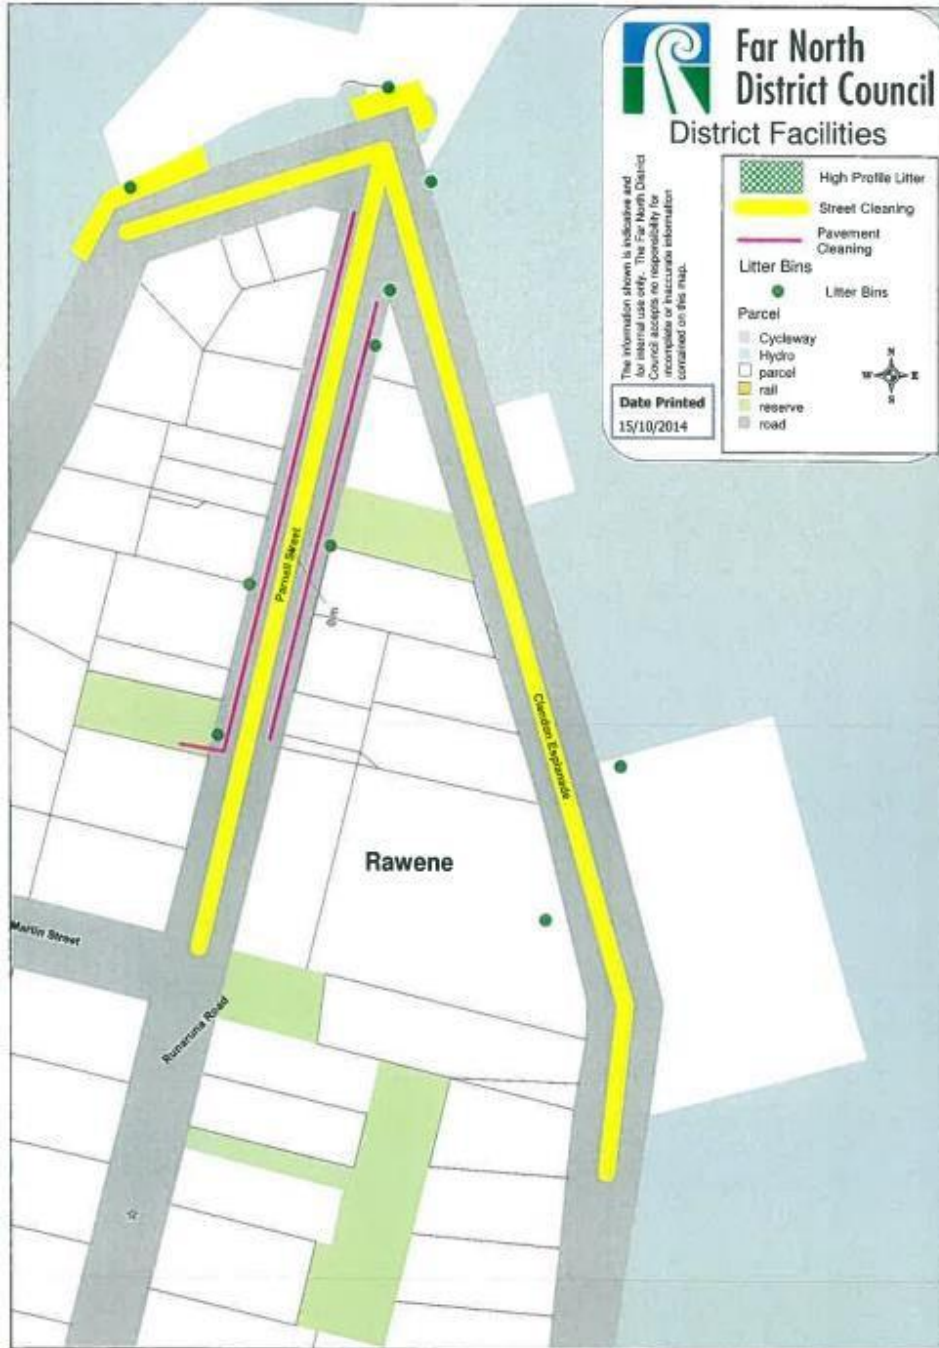 Far North
District Council
District Facilities
The information shown is indicative and
for internal use only. The Far North District
Council accepts no responsibility for
incomplete or inaccurate information
contained on this map.
Date Printed
15/10/2014
High Profile Litter
Street Cleaning
Pavement
Cleaning
Litter Bins
Litter Bins
Parcel
Cycleway
Hydro
parcel
rail
reserve
road
N
W
E
S
Parnell Street
Clendon Esplanade
Rawene
Martin Street
Runaruna Road